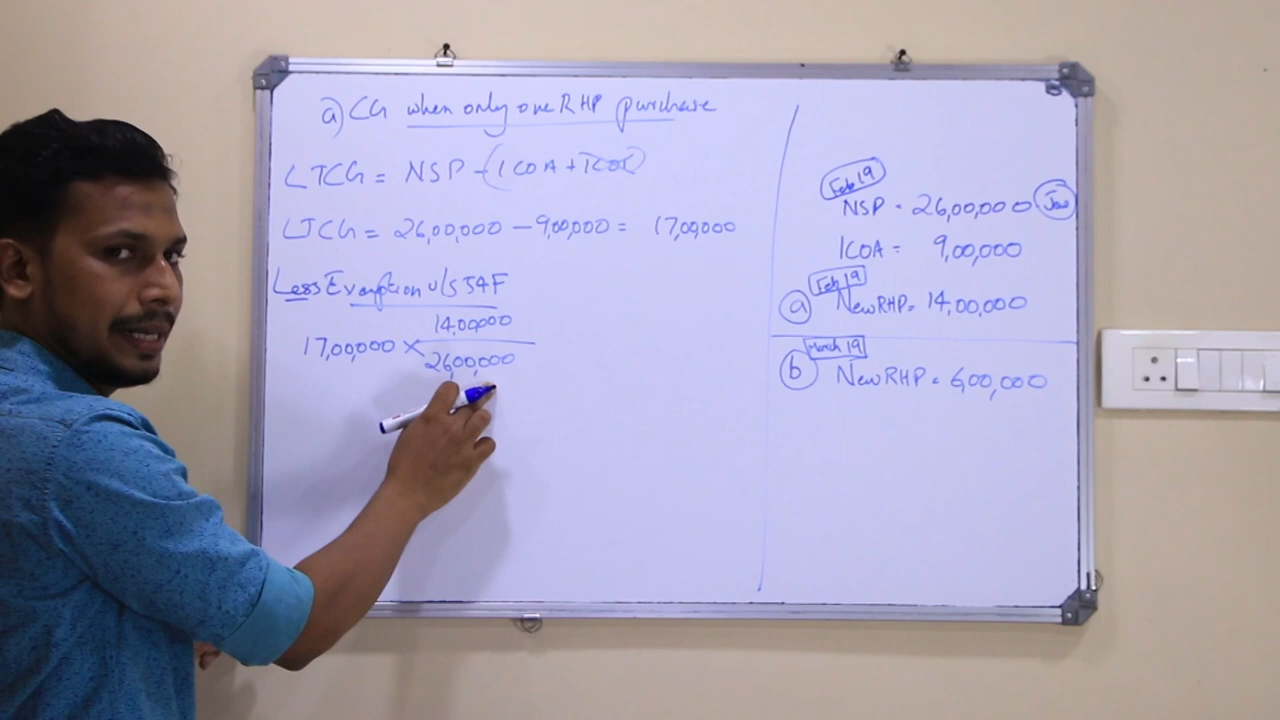 a) CG when only one RHP purchase
LTCG = NSP - (ICOA + ICOI)
LTCG = 26,00,000 - 9,00,000 = 17,00,000
Less Exemption u/s 54F
17,00,000 × 14,00,000 / 26,00,000
Feb 19
NSP = 26,00,000
ICOA = 9,00,000
Feb 19
a New RHP = 14,00,000
March 19
b New RHP = 6,00,000